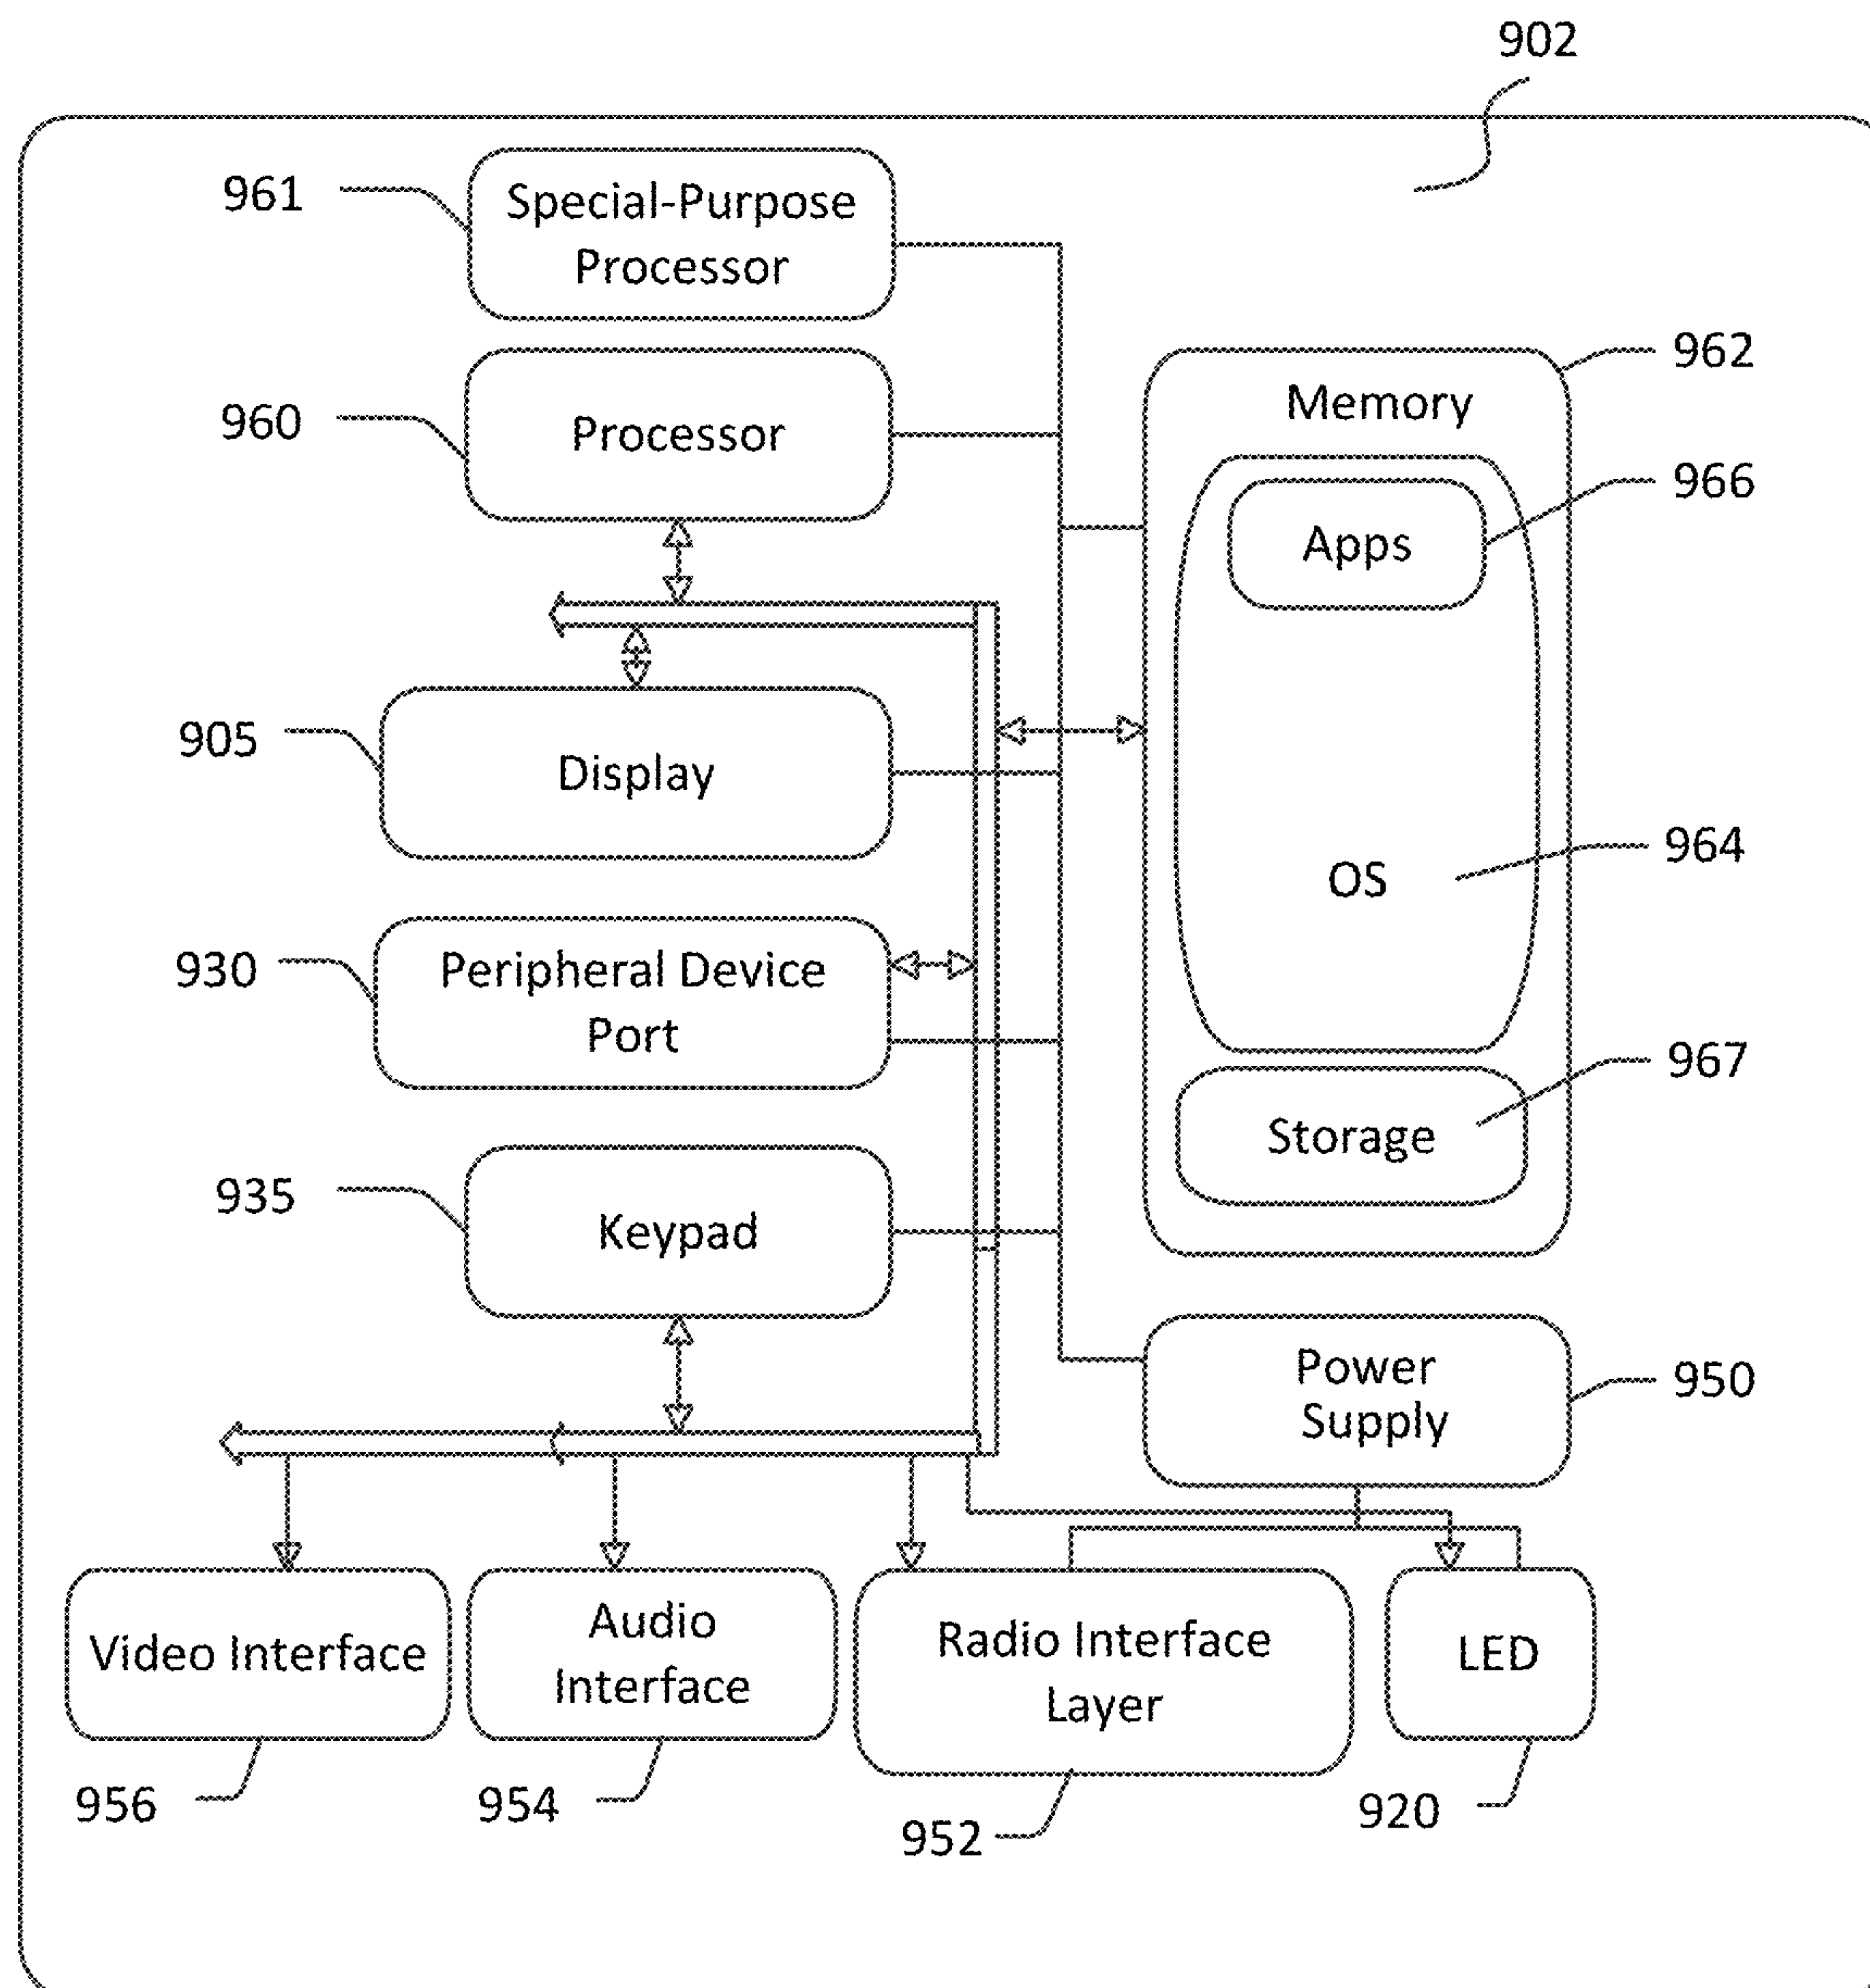 902
961
Special-Purpose
Processor
962
Memory
960
Processor
966
Apps
905
Display
964
OS
930
Peripheral Device
Port
967
Storage
935
Keypad
Power
Supply
950
Video Interface
Audio
Interface
Radio Interface
Layer
LED
956
954
952
920